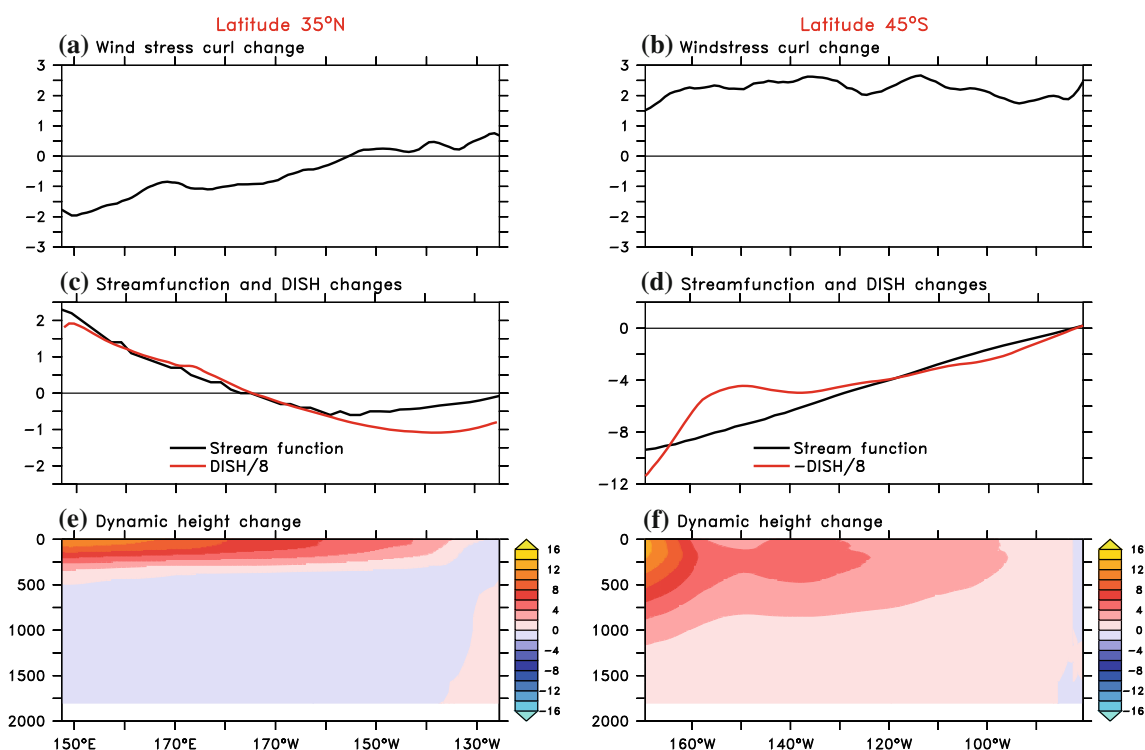 Latitude 35°N
Latitude 45°S
(a) Wind stress curl change
(b) Windstress curl change
3
2
1
0
−1
−2
−3
3
2
1
0
−1
−2
−3
(c) Streamfunction and DISH changes
(d) Streamfunction and DISH changes
2
1
0
−1
−2
Stream function
DISH/8
0
−4
−8
−12
Stream function
−DISH/8
(e) Dynamic height change
(f) Dynamic height change
0
500
1000
1500
2000
150°E
170°E
170°W
150°W
130°W
16
12
8
4
0
−4
−8
−12
−16
0
500
1000
1500
2000
160°W
140°W
120°W
100°W
16
12
8
4
0
−4
−8
−12
−16